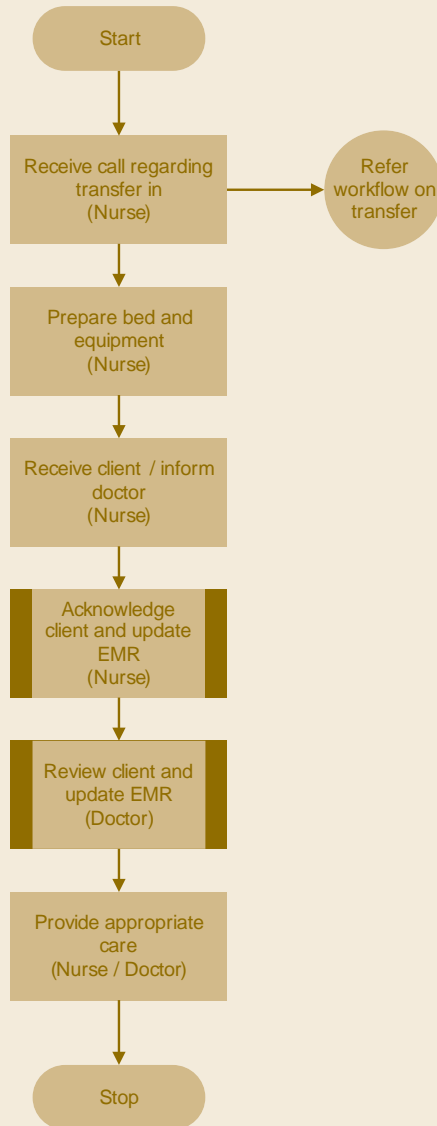 Start
Receive call regarding
transfer in
(Nurse)
Refer
workflow on
transfer
Prepare bed and
equipment
(Nurse)
Receive client / inform
doctor
(Nurse)
Acknowledge
client and update
EMR
(Nurse)
Review client and
update EMR
(Doctor)
Provide appropriate
care
(Nurse / Doctor)
Stop